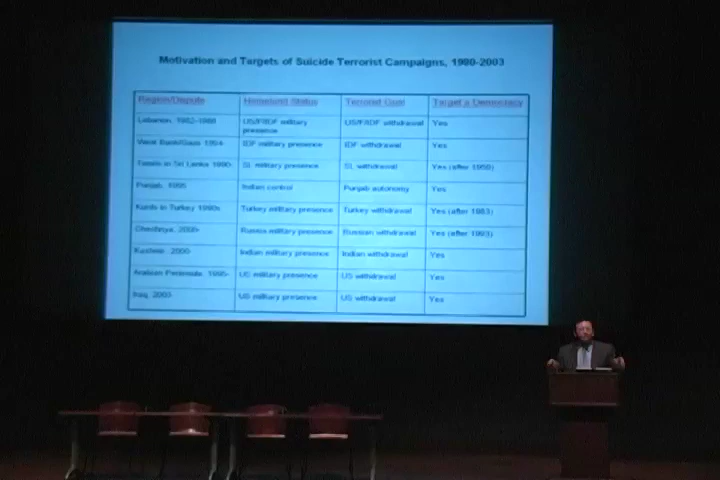 Motivation and Targets of Suicide Terrorist Campaigns, 1980-2003
Region/Dispute Homeland Status Terrorist Goal Target a Democracy
Lebanon, 1982-1986 US/F/IDF military presence US/F/IDF withdrawal Yes
West Bank/Gaza 1994- IDF military presence IDF withdrawal Yes
Tamils in Sri Lanka 1990- SL military presence SL withdrawal Yes (after 1950)
Punjab, 1995 Indian control Punjab autonomy Yes
Kurds in Turkey 1990s Turkey military presence Turkey withdrawal Yes (after 1983)
Chechnya, 2000- Russia military presence Russian withdrawal Yes (after 1993)
Kashmir, 2000- Indian military presence Indian withdrawal Yes
Arabian Peninsula, 1995- US military presence US withdrawal Yes
Iraq, 2003 US military presence US withdrawal Yes